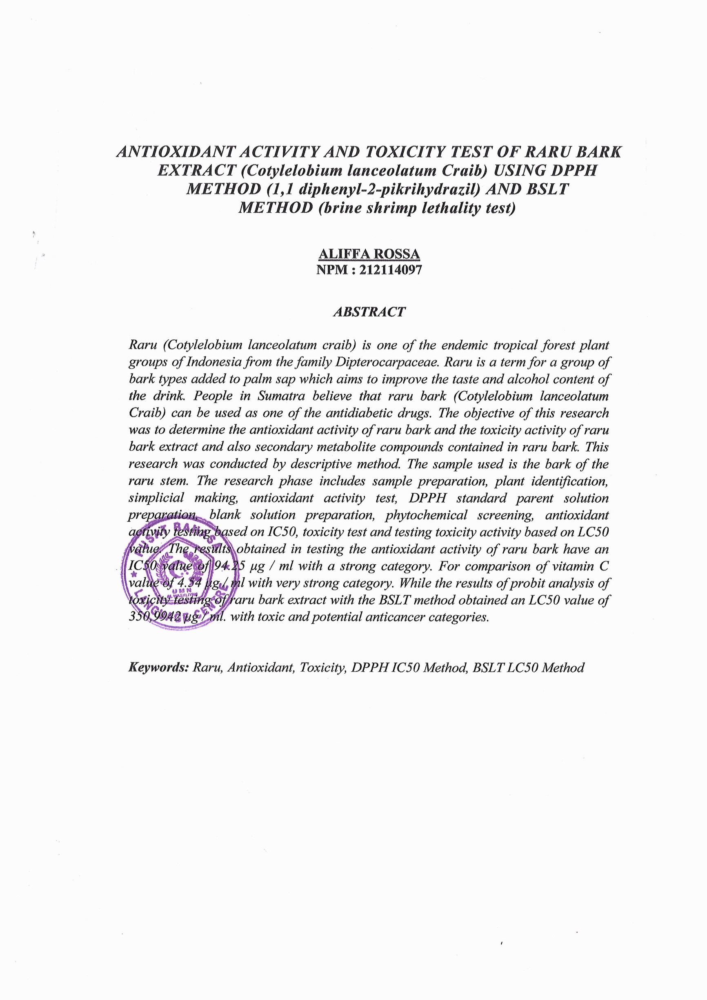 ANTIOXIDANT ACTIVITY AND TOXICITY TEST OF RARU BARK
EXTRACT (Cotylelobium lanceolatum Craib) USING DPPH
METHOD (1,1 diphenyl-2-pikrihydrazil) AND BSLT
METHOD (brine shrimp lethality test)
ALIFFA ROSSA
NPM : 212114097
ABSTRACT
Raru (Cotylelobium lanceolatum craib) is one of the endemic tropical forest plant
groups of Indonesia from the family Dipterocarpaceae. Raru is a term for a group of
bark types added to palm sap which aims to improve the taste and alcohol content of
the drink. People in Sumatra believe that raru bark (Cotylelobium lanceolatum
Craib) can be used as one of the antidiabetic drugs. The objective of this research
was to determine the antioxidant activity of raru bark and the toxicity activity of raru
bark extract and also secondary metabolite compounds contained in raru bark. This
research was conducted by descriptive method. The sample used is the bark of the
raru stem. The research phase includes sample preparation, plant identification,
simplicial making, antioxidant activity test, DPPH standard parent solution
preparation, blank solution preparation, phytochemical screening, antioxidant
activity testing based on IC50, toxicity test and testing toxicity activity based on LC50
value. The results obtained in testing the antioxidant activity of raru bark have an
IC50 value of 94.25 µg / ml with a strong category. For comparison of vitamin C
value of 4.54 µg / ml with very strong category. While the results of probit analysis of
toxicity testing of raru bark extract with the BSLT method obtained an LC50 value of
350,9942 µg / ml. with toxic and potential anticancer categories.
PUSAT BAHASA
UMN
AL WASHLIYAH
LANGUAGE CENTRE
Keywords: Raru, Antioxidant, Toxicity, DPPH IC50 Method, BSLT LC50 Method